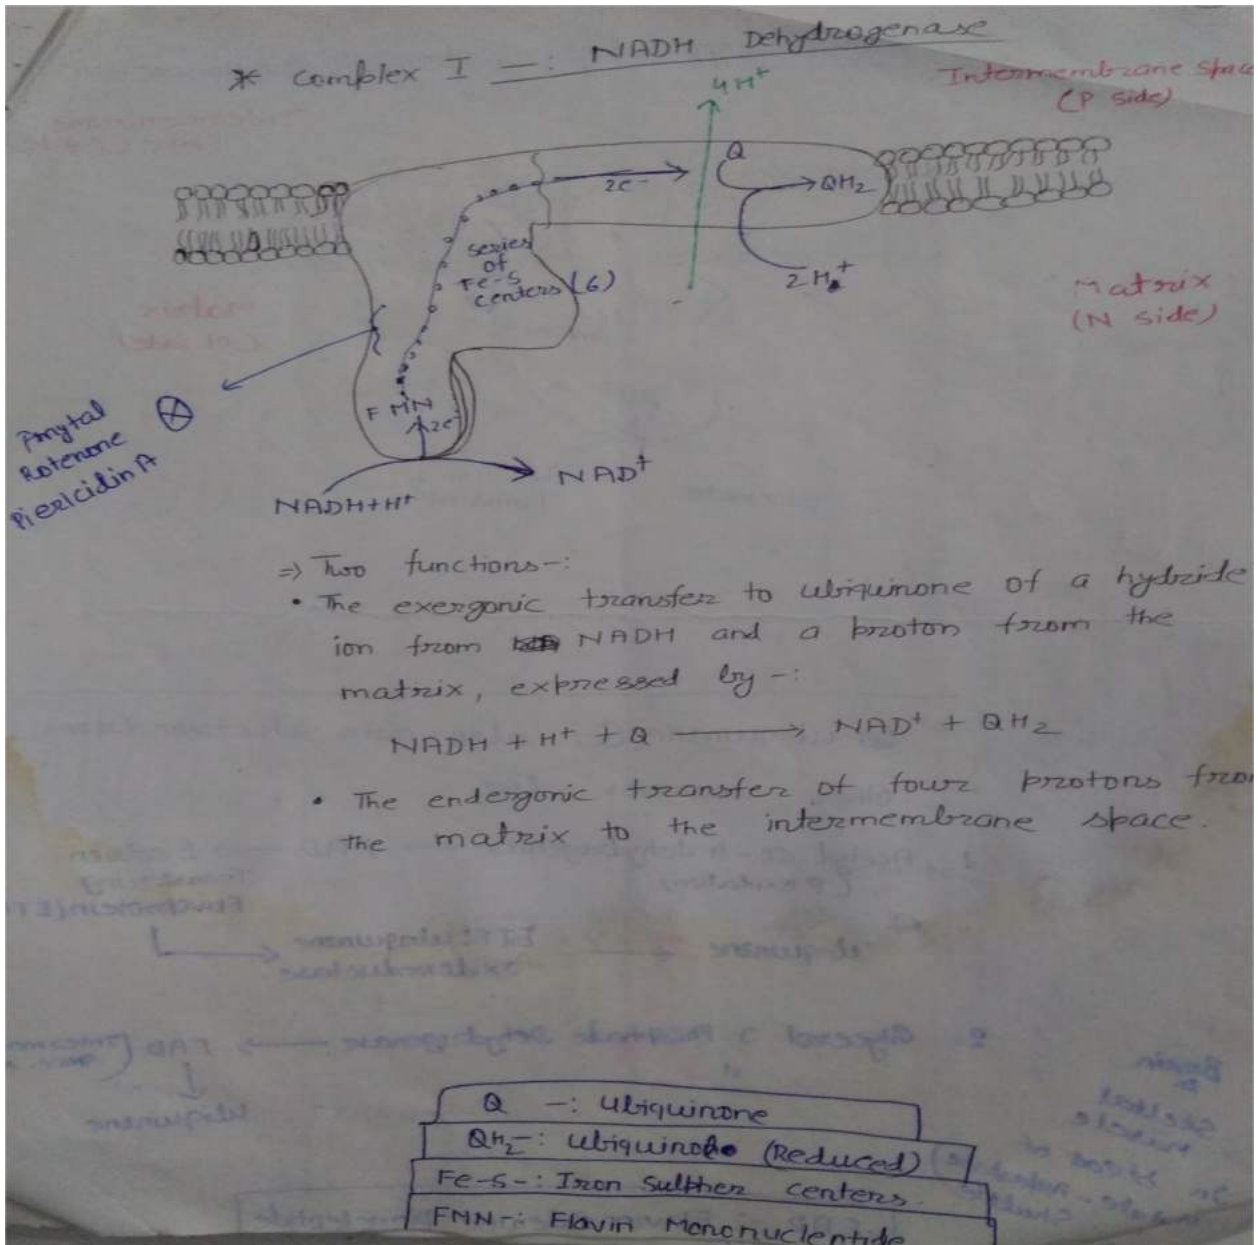 * Complex I -: NADH Dehydrogenase
4H+
Intermembrane Space
(P side)
Q
2e-
QH2
series
of
Fe-S
centers (6)
2H+
Matrix
(N side)
FMN
2e-
Amytal
Rotenone
PierlcidinA
NAD+
NADH+H+
=> Two functions-:
• The exergonic transfer to ubiquinone of a hydride
ion from NADH and a proton from the
matrix, expressed by -:
NADH + H+ + Q → NAD+ + QH2
• The endergonic transfer of four protons from
the matrix to the intermembrane space.
Q -: Ubiquinone
QH2-: Ubiquinol (Reduced)
Fe-S-: Iron Sulther centers.
FMN-: Flavin Mononucleotide